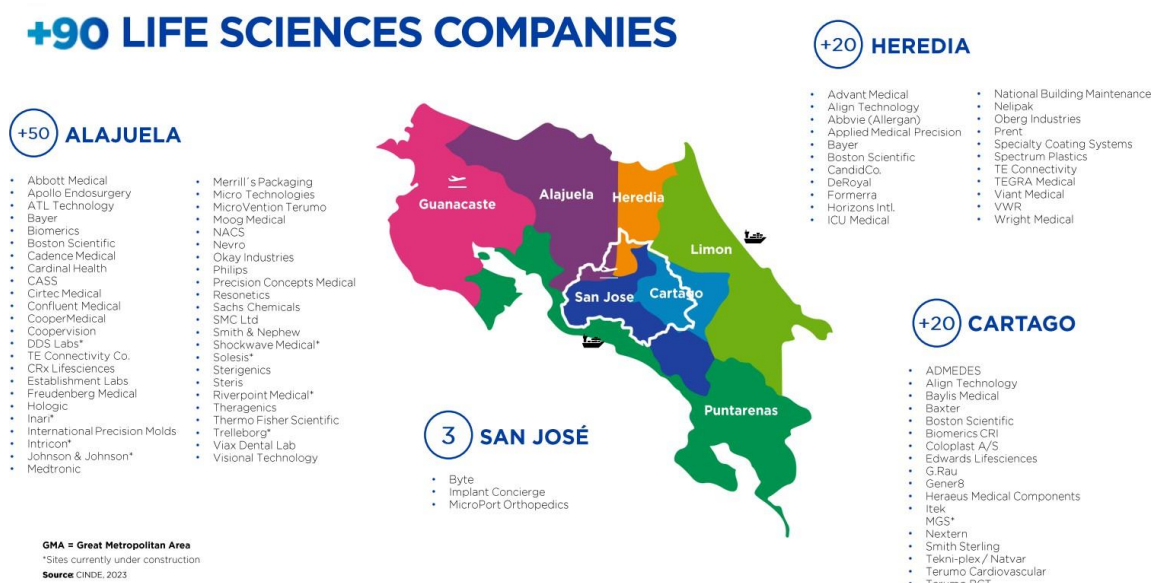 +90 LIFE SCIENCES COMPANIES
+50 ALAJUELA
Abbott Medical
Apollo Endosurgery
ATL Technology
Bayer
Biomerics
Boston Scientific
Cadence Medical
Cardinal Health
CASS
Cirtec Medical
Confluent Medical
CooperMedical
Coopervision
DDS Labs*
TE Connectivity Co.
CRx Lifesciences
Establishment Labs
Freudenberg Medical
Hologic
Inari*
International Precision Molds
Intricon*
Johnson & Johnson*
Medtronic
Merrill´s Packaging
Micro Technologies
MicroVention Terumo
Moog Medical
NACS
Nevro
Okay Industries
Philips
Precision Concepts Medical
Resonetics
Sachs Chemicals
SMC Ltd
Smith & Nephew
Shockwave Medical*
Solesis*
Sterigenics
Steris
Riverpoint Medical*
Theragenics
Thermo Fisher Scientific
Trelleborg*
Viax Dental Lab
Visional Technology
Guanacaste
Alajuela
Heredia
Limon
San Jose
Cartago
Puntarenas
3 SAN JOSÉ
Byte
Implant Concierge
MicroPort Orthopedics
+20 HEREDIA
Advant Medical
Align Technology
Abbvie (Allergan)
Applied Medical Precision
Bayer
Boston Scientific
CandidCo.
DeRoyal
Formerra
Horizons Intl.
ICU Medical
National Building Maintenance
Nelipak
Oberg Industries
Prent
Specialty Coating Systems
Spectrum Plastics
TE Connectivity
TEGRA Medical
Viant Medical
VWR
Wright Medical
+20 CARTAGO
ADMEDES
Align Technology
Baylis Medical
Baxter
Boston Scientific
Biomerics CRI
Coloplast A/S
Edwards Lifesciences
G.Rau
Gener8
Heraeus Medical Components
Itek
MGS*
Nextern
Smith Sterling
Tekni-plex / Natvar
Terumo Cardiovascular
GMA = Great Metropolitan Area
*Sites currently under construction
Source: CINDE, 2023